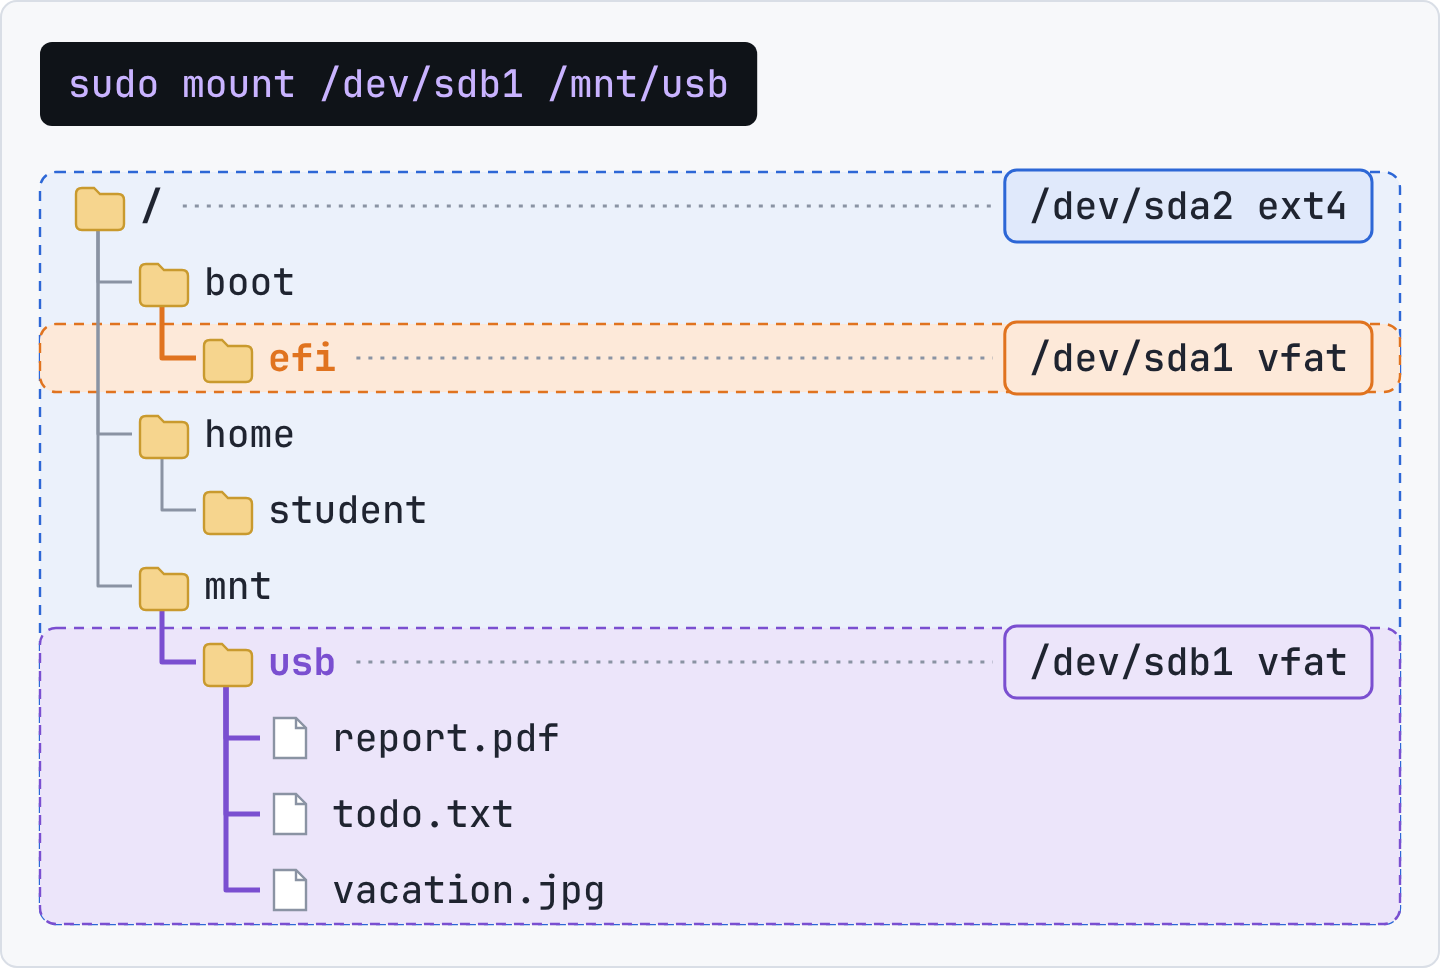 sudo mount /dev/sdb1 /mnt/usb
/ /dev/sda2 ext4
boot
efi /dev/sda1 vfat
home
student
mnt
usb /dev/sdb1 vfat
report.pdf
todo.txt
vacation.jpg